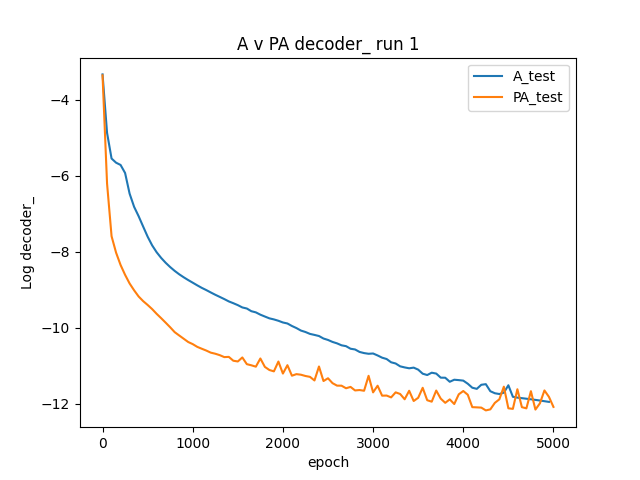 A v PA decoder_ run 1
A_test
PA_test
Log decoder_
−4
−6
−8
−10
−12
0
1000
2000
3000
4000
5000
epoch